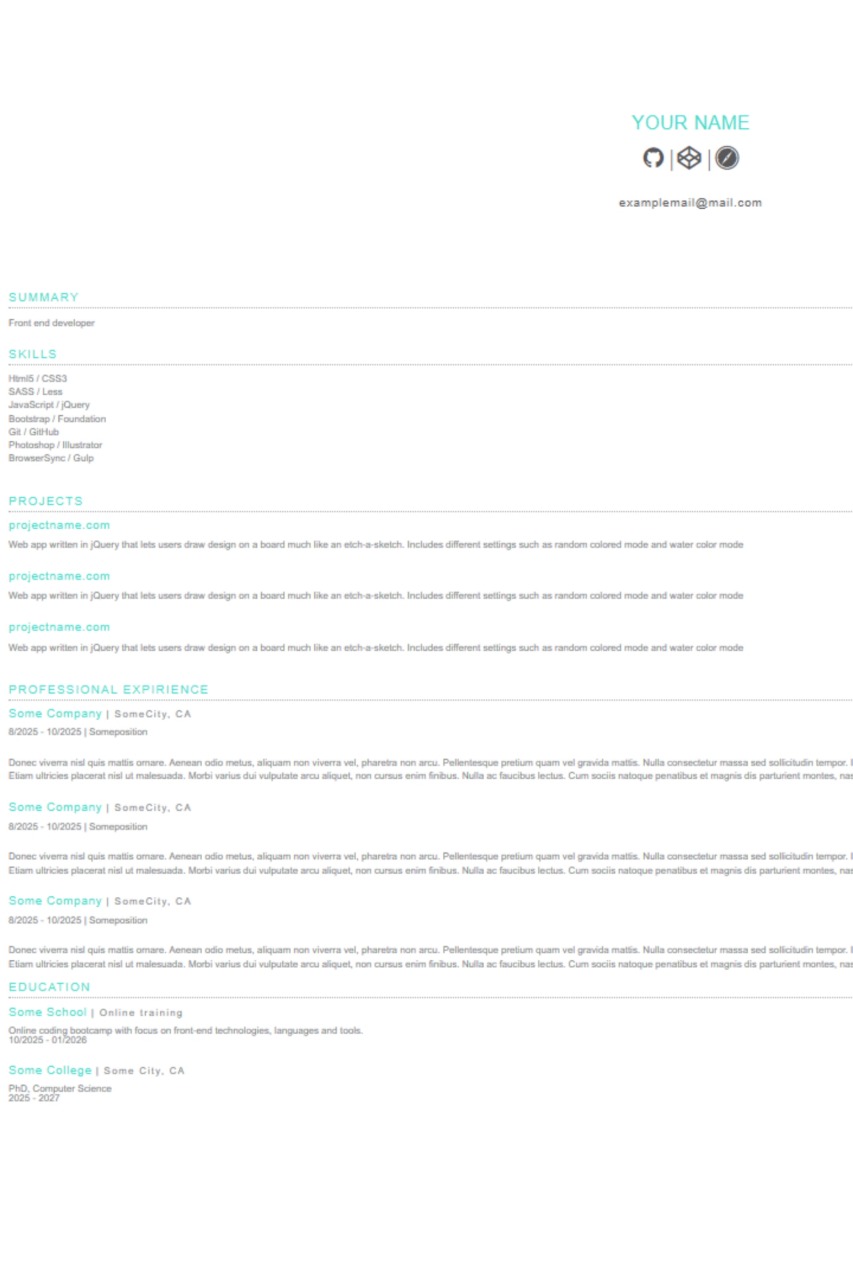 YOUR NAME
| |
examplemail@mail.com
SUMMARY
Front end developer
SKILLS
Html5 / CSS3
SASS / Less
JavaScript / jQuery
Bootstrap / Foundation
Git / GitHub
Photoshop / Illustrator
BrowserSync / Gulp
PROJECTS
projectname.com
Web app written in jQuery that lets users draw design on a board much like an etch-a-sketch. Includes different settings such as random colored mode and water color mode
projectname.com
Web app written in jQuery that lets users draw design on a board much like an etch-a-sketch. Includes different settings such as random colored mode and water color mode
projectname.com
Web app written in jQuery that lets users draw design on a board much like an etch-a-sketch. Includes different settings such as random colored mode and water color mode
PROFESSIONAL EXPIRIENCE
Some Company | SomeCity, CA
8/2025 - 10/2025 | Someposition
Donec viverra nisl quis mattis ornare. Aenean odio metus, aliquam non viverra vel, pharetra non arcu. Pellentesque pretium quam vel gravida mattis. Nulla consectetur massa sed sollicitudin tempor.
Etiam ultricies placerat nisl ut malesuada. Morbi varius dui vulputate arcu aliquet, non cursus enim finibus. Nulla ac faucibus lectus. Cum sociis natoque penatibus et magnis dis parturient montes,
Some Company | SomeCity, CA
8/2025 - 10/2025 | Someposition
Donec viverra nisl quis mattis ornare. Aenean odio metus, aliquam non viverra vel, pharetra non arcu. Pellentesque pretium quam vel gravida mattis. Nulla consectetur massa sed sollicitudin tempor.
Etiam ultricies placerat nisl ut malesuada. Morbi varius dui vulputate arcu aliquet, non cursus enim finibus. Nulla ac faucibus lectus. Cum sociis natoque penatibus et magnis dis parturient montes,
Some Company | SomeCity, CA
8/2025 - 10/2025 | Someposition
Donec viverra nisl quis mattis ornare. Aenean odio metus, aliquam non viverra vel, pharetra non arcu. Pellentesque pretium quam vel gravida mattis. Nulla consectetur massa sed sollicitudin tempor.
Etiam ultricies placerat nisl ut malesuada. Morbi varius dui vulputate arcu aliquet, non cursus enim finibus. Nulla ac faucibus lectus. Cum sociis natoque penatibus et magnis dis parturient montes,
EDUCATION
Some School | Online training
Online coding bootcamp with focus on front-end technologies, languages and tools.
10/2025 - 01/2026
Some College | Some City, CA
PhD, Computer Science
2025 - 2027